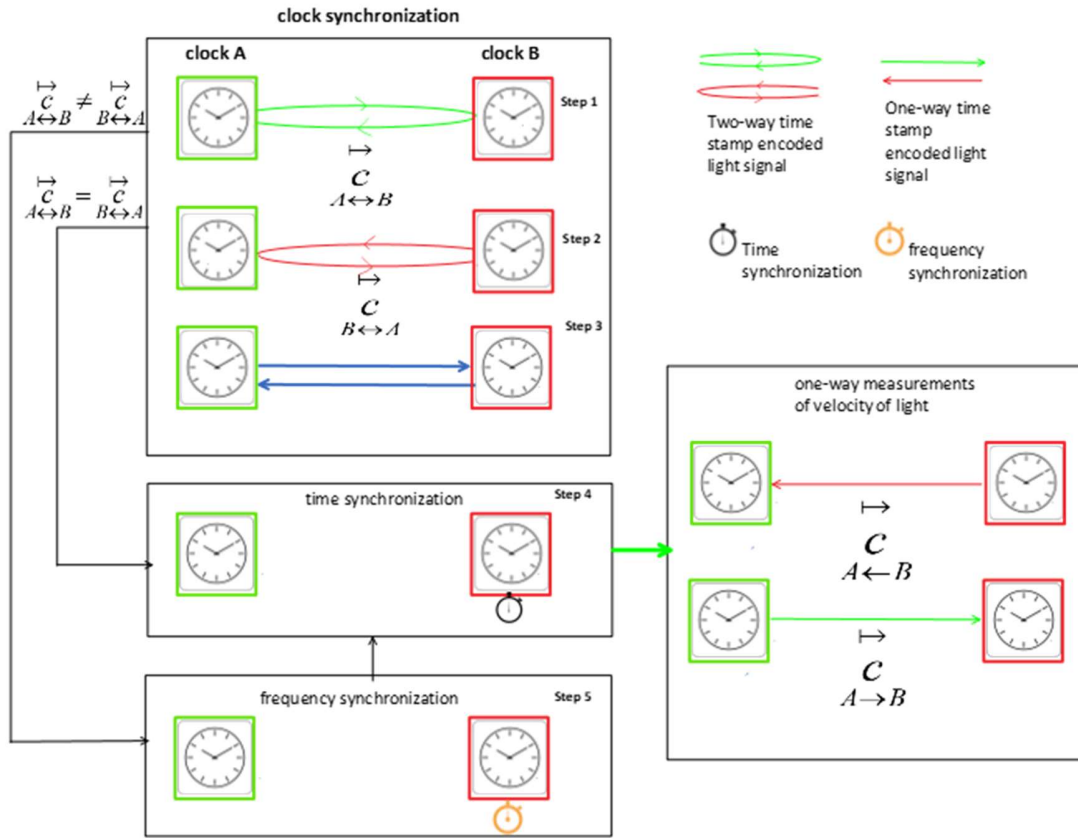 clock synchronization
clock A
clock B
Step 1
c
A↔B
Step 2
c
B↔A
Step 3
c ≠ c
A↔B B↔A
c = c
A↔B B↔A
Two-way time
stamp encoded
light signal
One-way time
stamp
encoded light
signal
Time
synchronization
frequency
synchronization
time synchronization
Step 4
frequency synchronization
Step 5
one-way measurements
of velocity of light
c
A←B
c
A→B